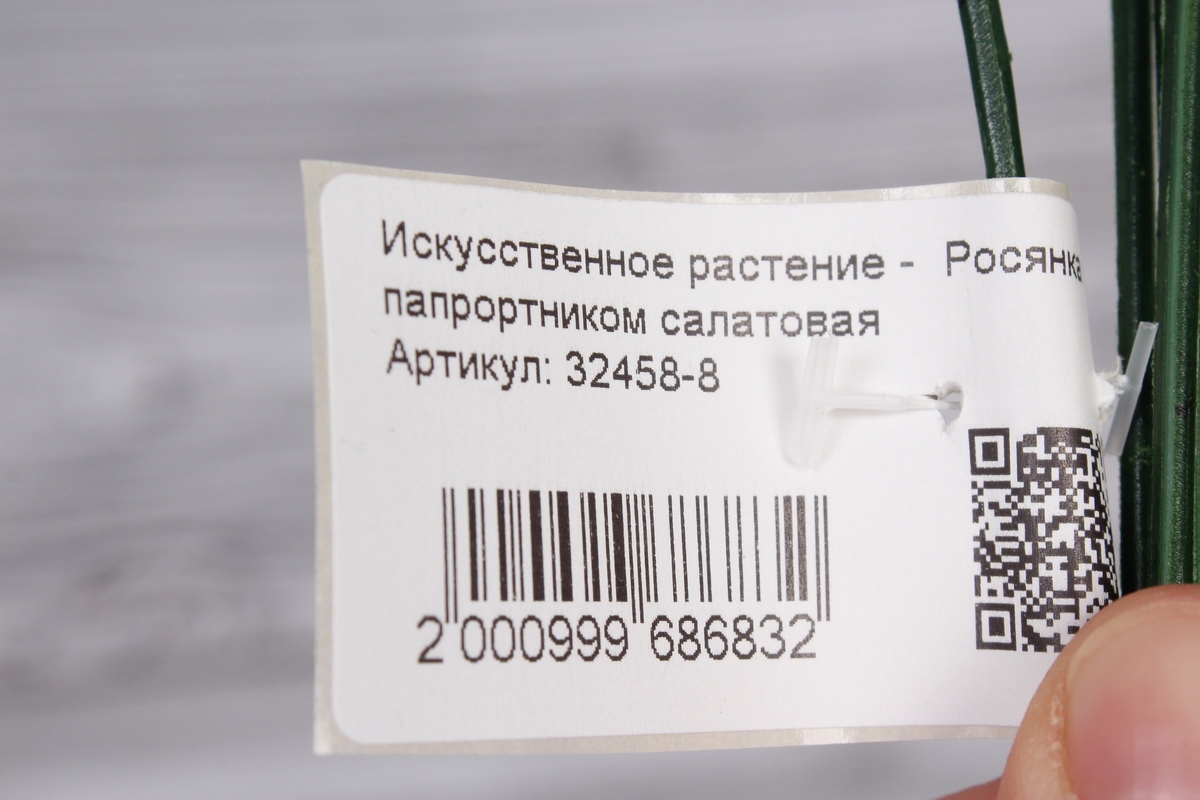 Искусственное растение - Росянка
папрортником салатовая
Артикул: 32458-8
2 000999 686832